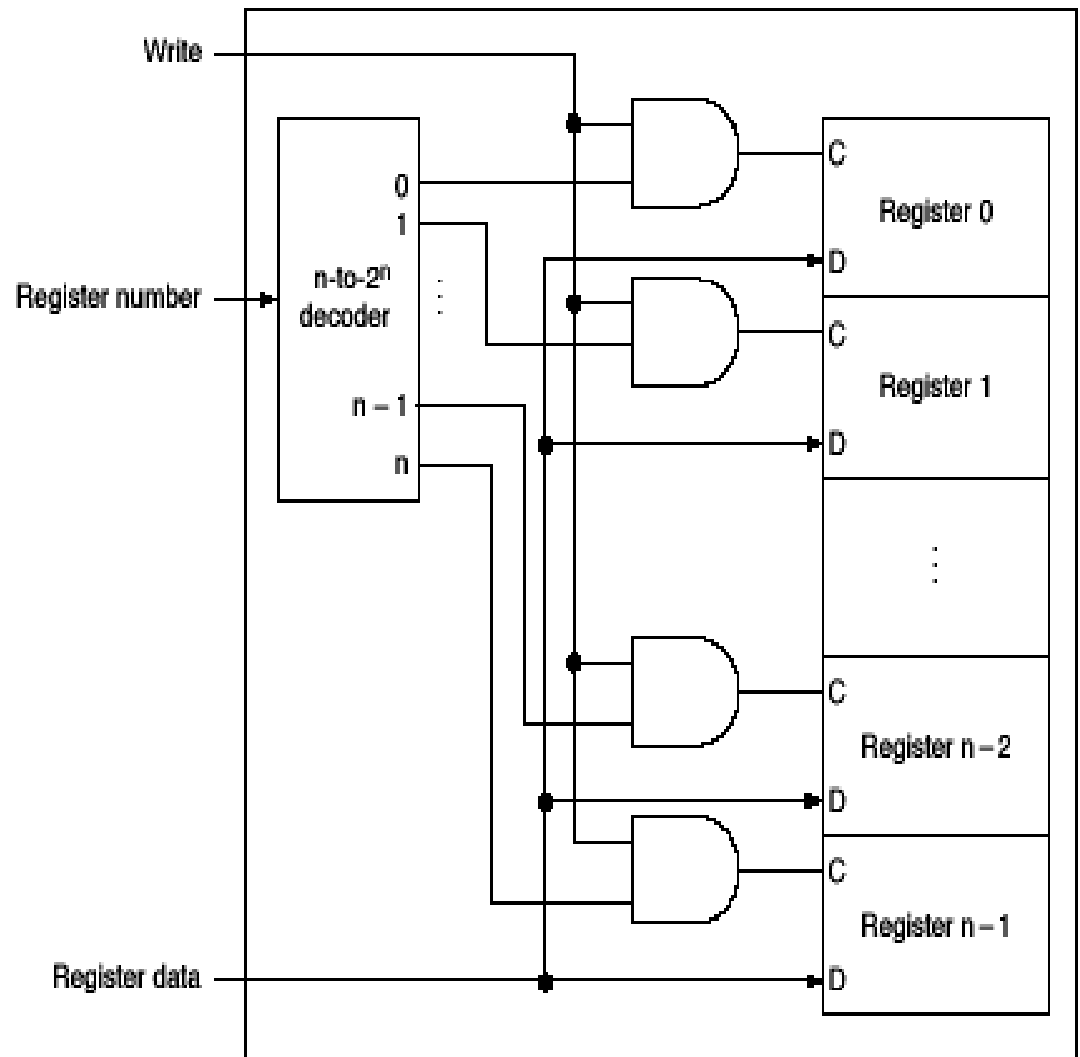 Write
C
0
Register 0
1
D
n-to-2ⁿ
decoder
⋮
Register number
C
Register 1
n – 1
D
n
⋮
C
Register n – 2
D
C
Register n – 1
Register data
D